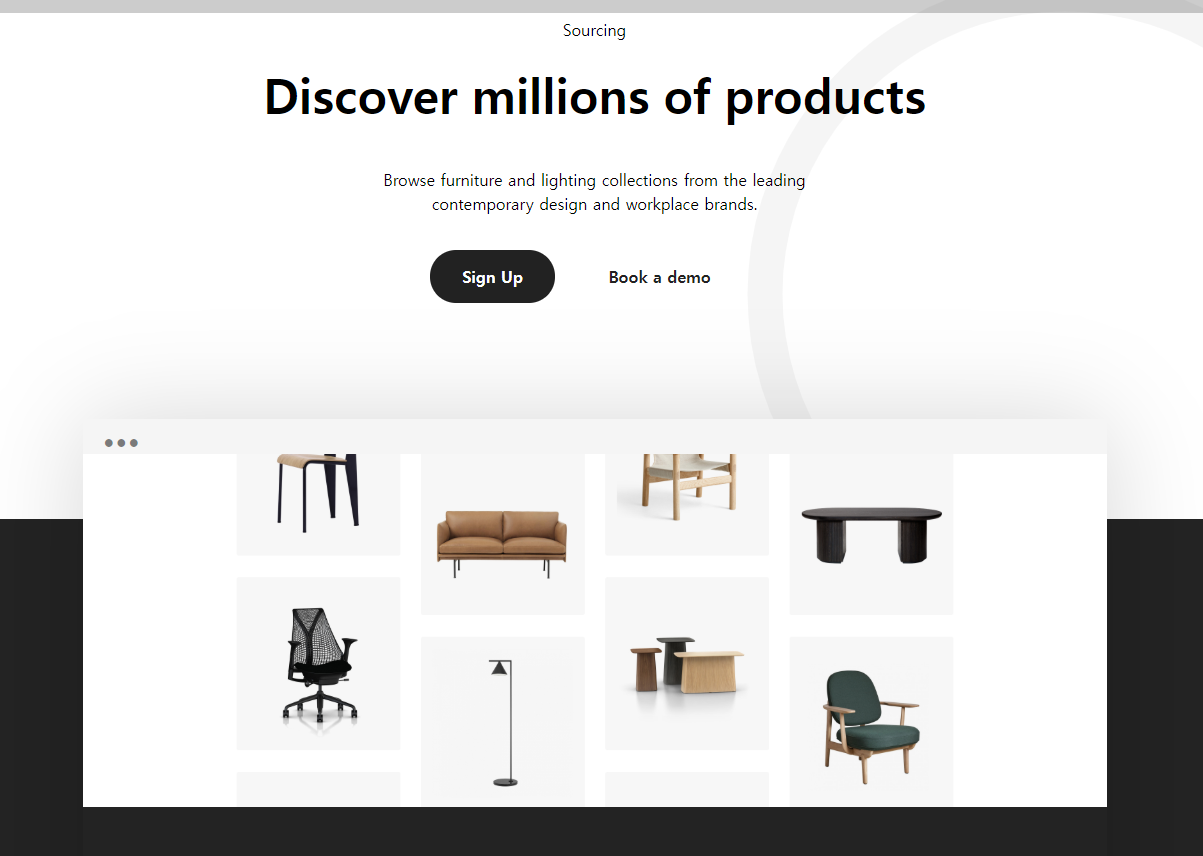 Sourcing
Discover millions of products
Browse furniture and lighting collections from the leading
contemporary design and workplace brands.
Sign Up
Book a demo